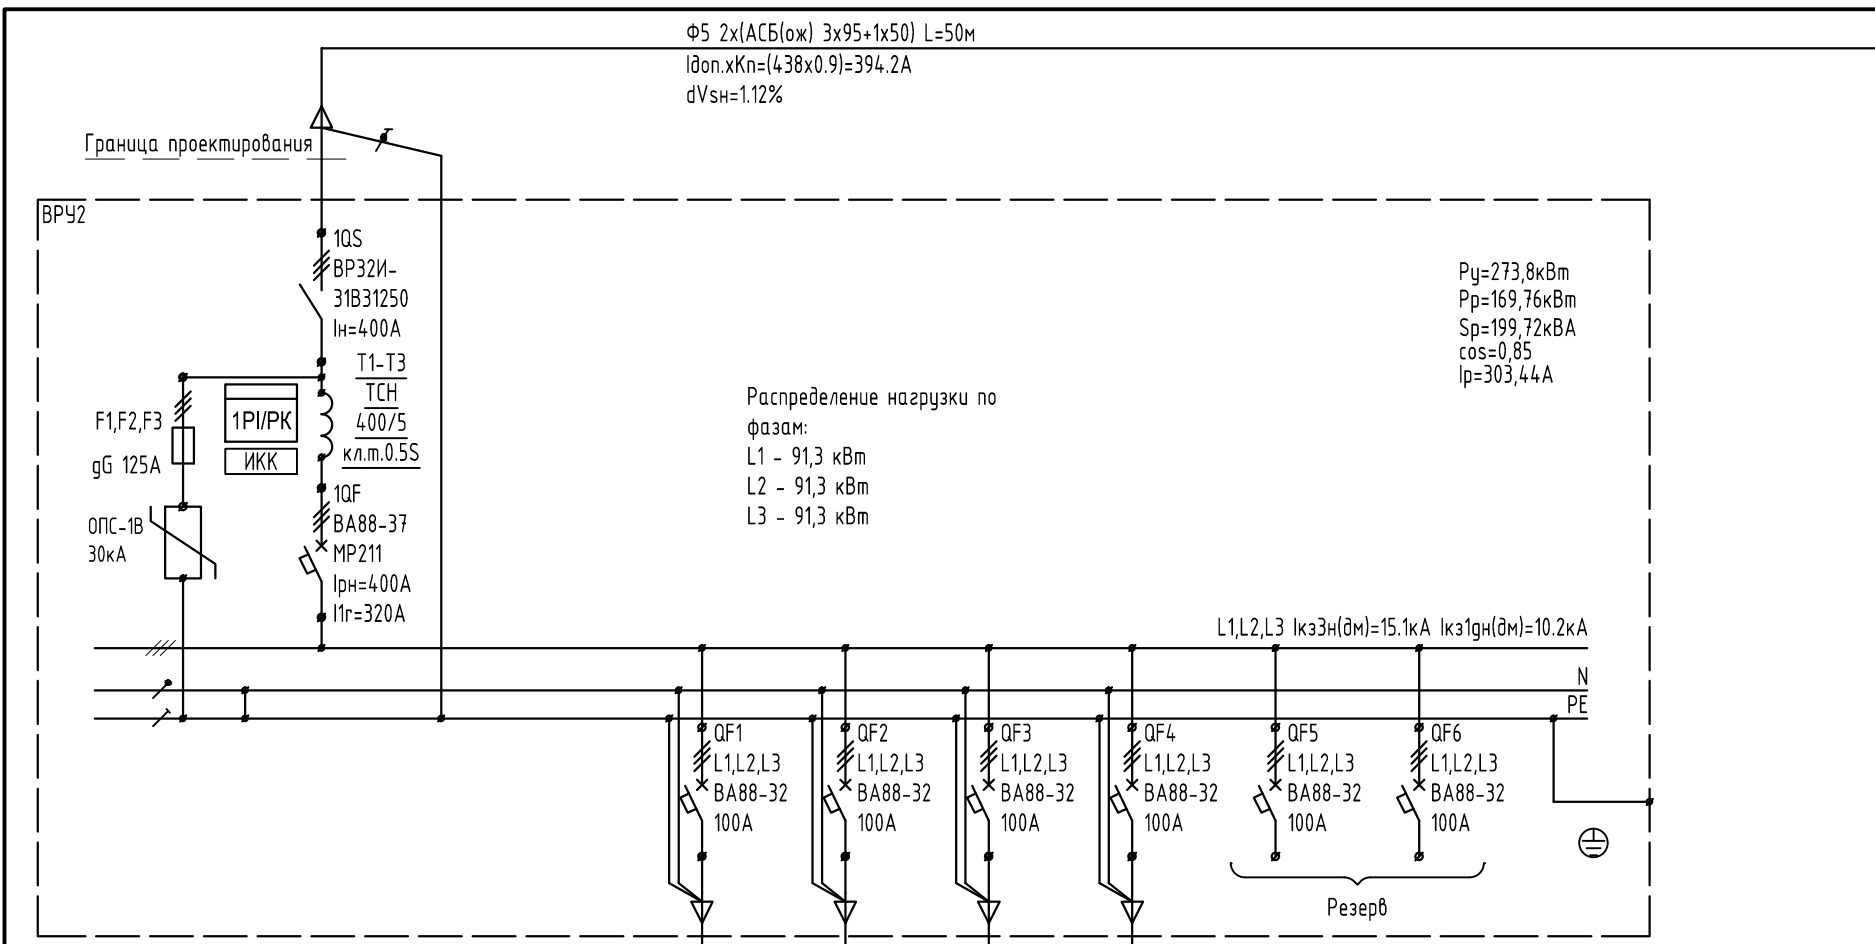 Ф5 2х(АСБ(ож) 3х95+1х50) L=50м
Iдоп.хКп=(438х0.9)=394.2А
dVsн=1.12%
Граница проектирования
ВРУ2
1QS
ВР32И-
31В31250
Iн=400А
Ру=273,8кВт
Рр=169,76кВт
Sр=199,72кВА
cos=0,85
Iр=303,44А
Т1-Т3
ТСН
400/5
кл.т.0.5S
F1,F2,F3
gG 125А
1PI/РК
ИКК
Распределение нагрузки по
фазам:
L1 - 91,3 кВт
L2 - 91,3 кВт
L3 - 91,3 кВт
1QF
ВА88-37
МР211
Iрн=400А
I1г=320А
ОПС-1В
30кА
L1,L2,L3 Iкз3н(дм)=15.1кА Iкз1gн(дм)=10.2кА
N
PE
QF1
L1,L2,L3
ВА88-32
100А
QF2
L1,L2,L3
ВА88-32
100А
QF3
L1,L2,L3
ВА88-32
100А
QF4
L1,L2,L3
ВА88-32
100А
QF5
L1,L2,L3
ВА88-32
100А
QF6
L1,L2,L3
ВА88-32
100А
Резерв